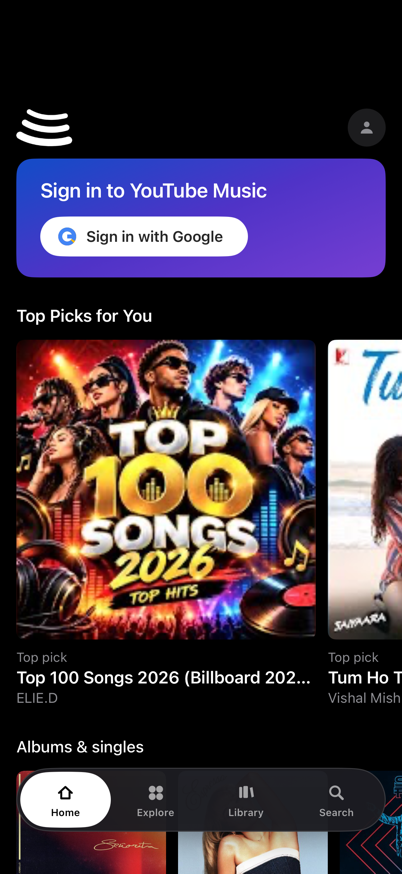 Sign in to YouTube Music
Sign in with Google
Top Picks for You
TOP
100
SONGS
2026
TOP HITS
SAIYAARA
Top pick
Top 100 Songs 2026 (Billboard 202...
ELIE.D
Top pick
Tum Ho T
Vishal Mish
Albums & singles
Señorita
Home
Explore
Library
Search